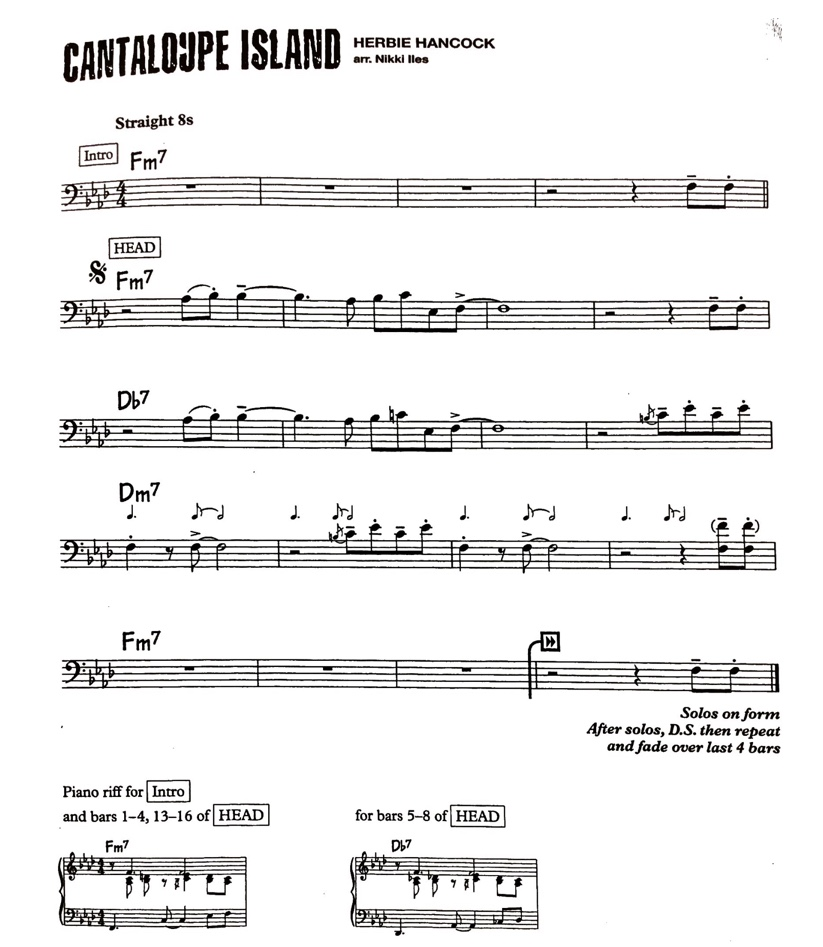 CANTALOUPE ISLAND
HERBIE HANCOCK
arr. Nikki Iles
Straight 8s
Intro
Fm7
HEAD
Fm7
Db7
Dm7
Fm7
Solos on form
After solos, D.S. then repeat
and fade over last 4 bars
Piano riff for Intro
and bars 1–4, 13–16 of HEAD
for bars 5–8 of HEAD
Fm7
Db7